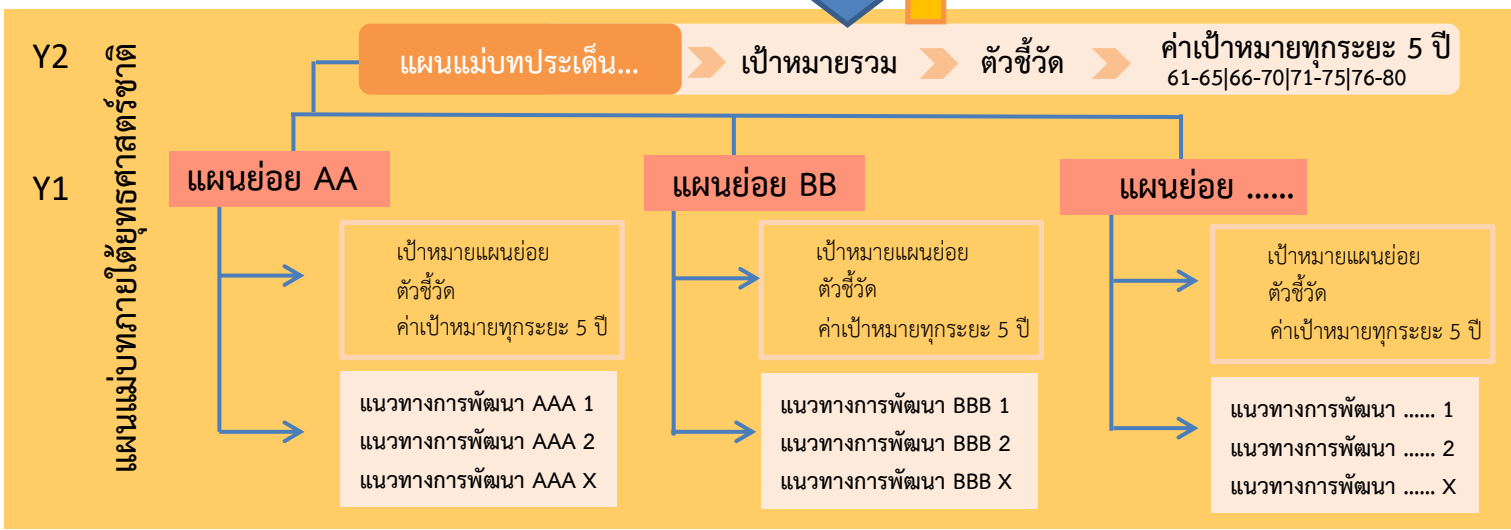 Y2
แผนแม่บทประเด็น...
เป้าหมายรวม
ตัวชี้วัด
ค่าเป้าหมายทุกระยะ 5 ปี
61-65|66-70|71-75|76-80
แผนแม่บทภายใต้ยุทธศาสตร์ชาติ
Y1
แผนย่อย AA
เป้าหมายแผนย่อย
ตัวชี้วัด
ค่าเป้าหมายทุกระยะ 5 ปี
แนวทางการพัฒนา AAA 1
แนวทางการพัฒนา AAA 2
แนวทางการพัฒนา AAA X
แผนย่อย BB
เป้าหมายแผนย่อย
ตัวชี้วัด
ค่าเป้าหมายทุกระยะ 5 ปี
แนวทางการพัฒนา BBB 1
แนวทางการพัฒนา BBB 2
แนวทางการพัฒนา BBB X
แผนย่อย ......
เป้าหมายแผนย่อย
ตัวชี้วัด
ค่าเป้าหมายทุกระยะ 5 ปี
แนวทางการพัฒนา ...... 1
แนวทางการพัฒนา ...... 2
แนวทางการพัฒนา ...... X